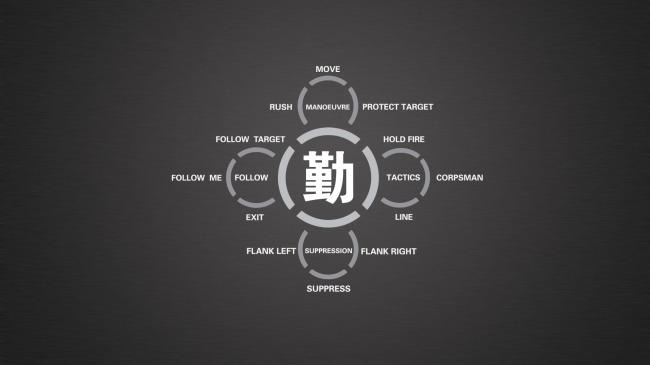 MOVE
RUSH
MANOEUVRE
PROTECT TARGET
FOLLOW TARGET
HOLD FIRE
FOLLOW ME
FOLLOW
勤
TACTICS
CORPSMAN
EXIT
LINE
FLANK LEFT
SUPPRESSION
FLANK RIGHT
SUPPRESS